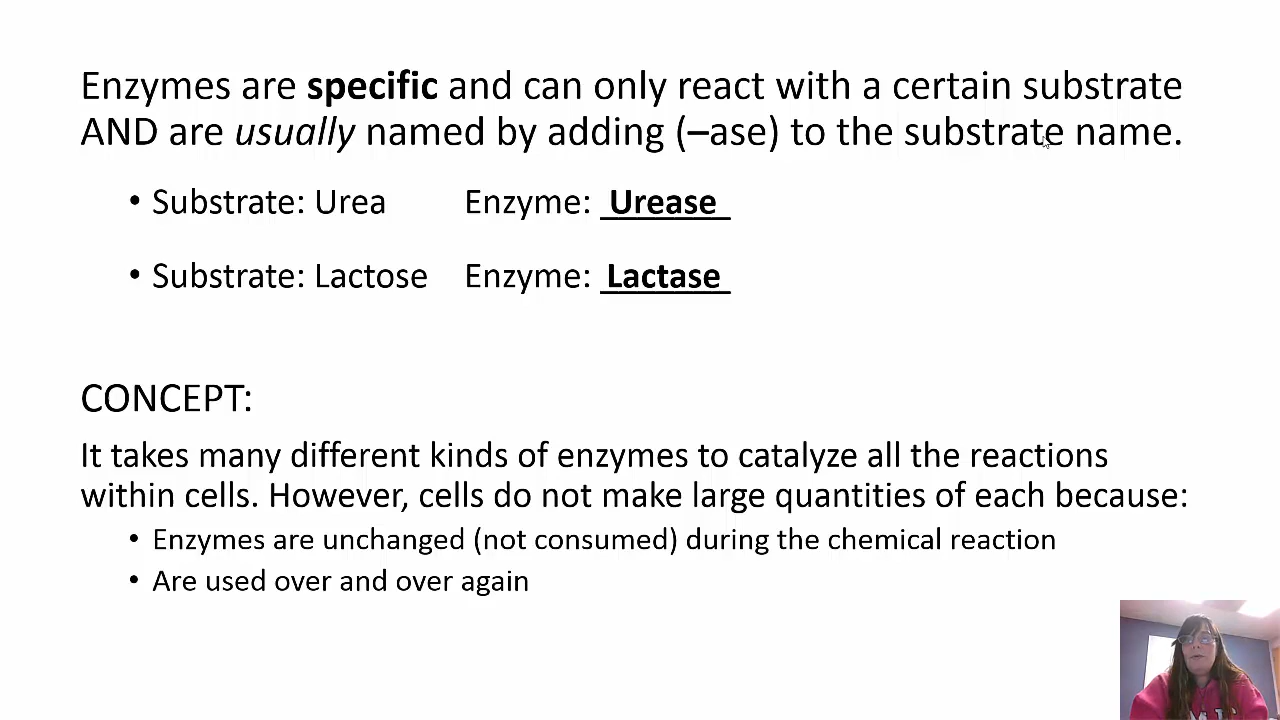 Enzymes are specific and can only react with a certain substrate
AND are usually named by adding (–ase) to the substrate name.
• Substrate: Urea Enzyme: Urease
• Substrate: Lactose Enzyme: Lactase
CONCEPT:
It takes many different kinds of enzymes to catalyze all the reactions
within cells. However, cells do not make large quantities of each because:
• Enzymes are unchanged (not consumed) during the chemical reaction
• Are used over and over again